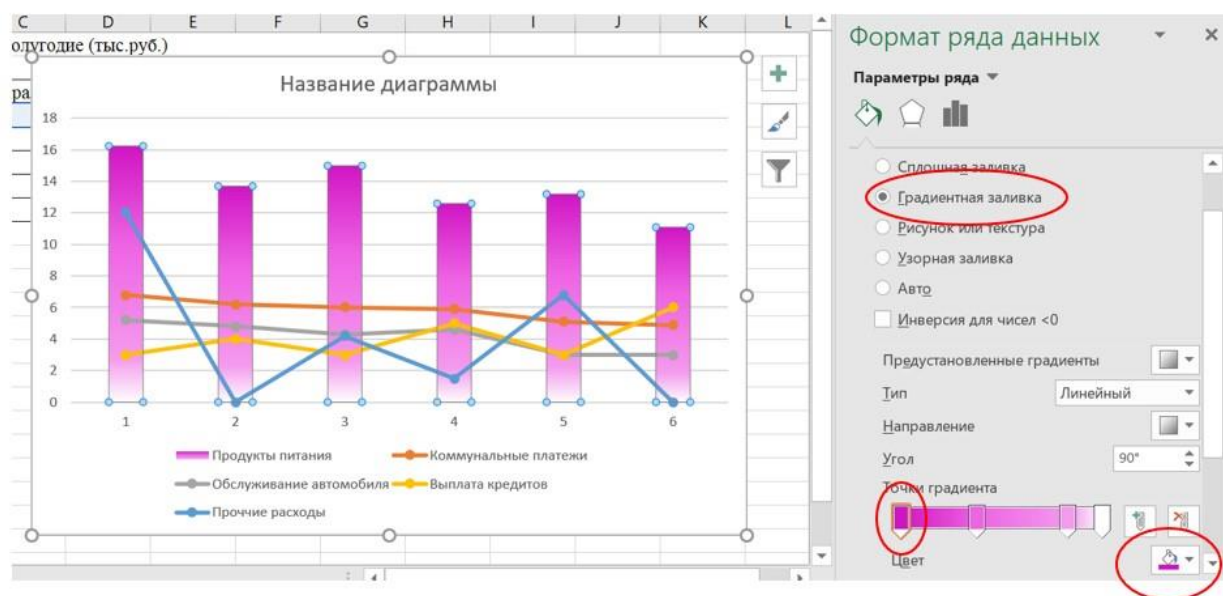 C D E F G H I J K L
олугодие (тыс.руб.)
ра
Название диаграммы
18
16
14
12
10
8
6
4
2
0
1 2 3 4 5 6
Продукты питания Коммунальные платежи
Обслуживание автомобиля Выплата кредитов
Проччие расходы
Формат ряда данных
Параметры ряда
Сплошная заливка
Градиентная заливка
Рисунок или текстура
Узорная заливка
Авто
Инверсия для чисел <0
Предустановленные градиенты
Тип Линейный
Направление
Угол 90°
Точки градиента
Цвет